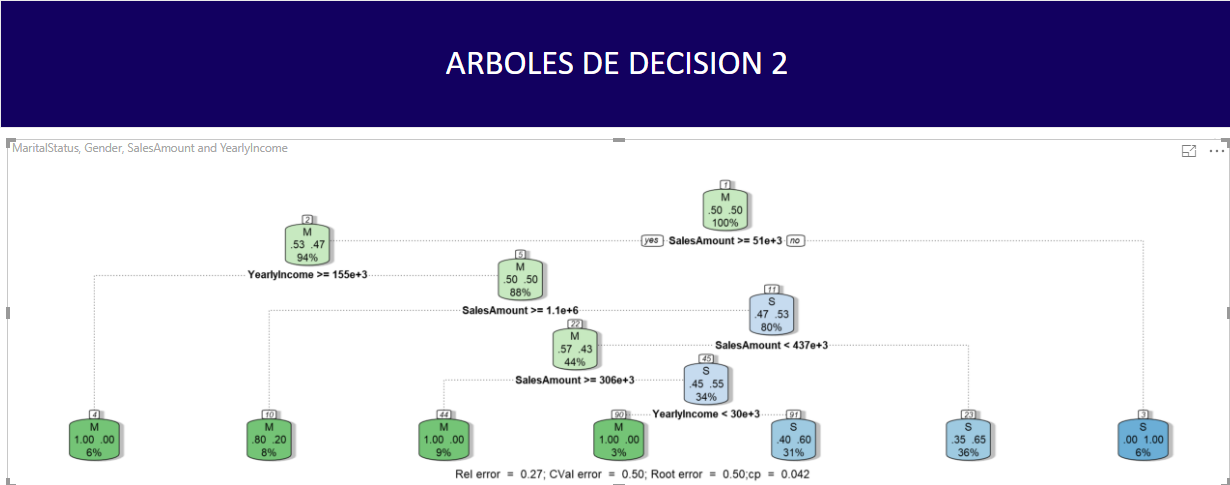 ARBOLES DE DECISION 2
MaritalStatus, Gender, SalesAmount and YearlyIncome
1
M
.50 .50
100%
yes SalesAmount >= 51e+3 no
2
M
.53 .47
94%
YearlyIncome >= 155e+3
5
M
.50 .50
88%
SalesAmount >= 1.1e+6
11
S
.47 .53
80%
SalesAmount < 437e+3
22
M
.57 .43
44%
SalesAmount >= 306e+3
45
S
.45 .55
34%
YearlyIncome < 30e+3
4
M
1.00 .00
6%
10
M
.80 .20
8%
44
M
1.00 .00
9%
90
M
1.00 .00
3%
91
S
.40 .60
31%
23
S
.35 .65
36%
3
S
.00 1.00
6%
Rel error = 0.27; CVal error = 0.50; Root error = 0.50;cp = 0.042